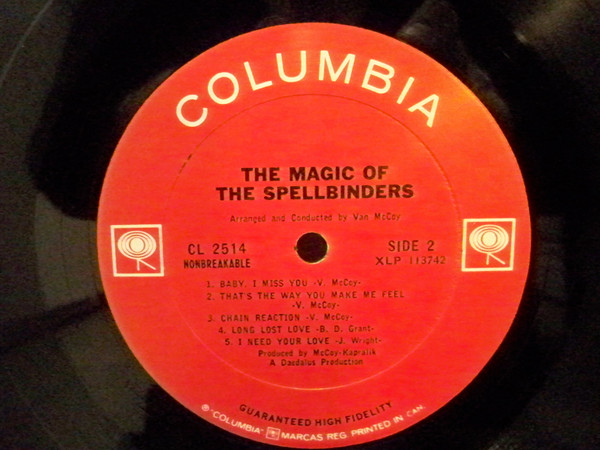 COLUMBIA
THE MAGIC OF
THE SPELLBINDERS
Arranged and Conducted by Van McCoy
CL 2514
NONBREAKABLE
SIDE 2
XLP 113742
1. BABY, I MISS YOU -V. McCoy-
2. THAT'S THE WAY YOU MAKE ME FEEL
-V. McCoy-
3. CHAIN REACTION -V. McCoy-
4. LONG LOST LOVE -B. D. Grant-
5. I NEED YOUR LOVE -J. Wright-
Produced by McCoy-Kapralik
A Daedalus Production
GUARANTEED HIGH FIDELITY
℗ "COLUMBIA" MARCAS REG. PRINTED IN CAN.